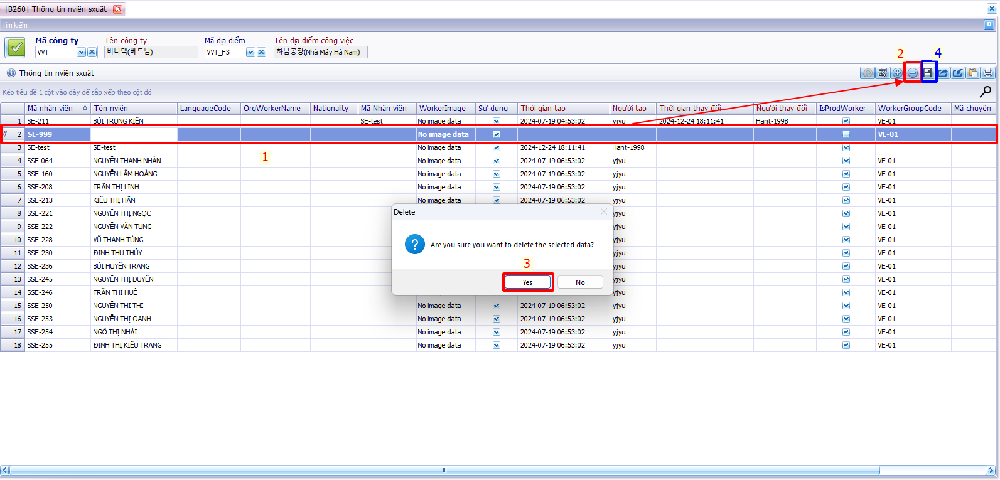 [B260] Thông tin nviên sxuất
Tìm kiếm
Mã công ty Tên công ty Mã địa điểm Tên địa điểm công việc
VVT 비나텍(베트남) VVT_F3 하남공장(Nhà Máy Hà Nam)
2 4
Thông tin nviên sxuất
Kéo tiêu đề 1 cột vào đây để sắp xếp theo cột đó
Mã nhân viên Tên nviên LanguageCode OrgWorkerName Nationality Mã Nhân viên WorkerImage Sử dụng Thời gian tạo Người tạo Thời gian thay đổi Người thay đổi IsProdWorker WorkerGroupCode Mã chuyền
1 SE-211 BÙI TRUNG KIÊN SE-test No image data 2024-07-19 04:53:02 yjyu 2024-12-24 18:11:41 Hant-1998 VE-01
2 SE-999 No image data VE-01
3 SE-test SE-test No image data 2024-12-24 18:11:41 Hant-1998
1
4 SSE-064 NGUYỄN THANH NHÀN No image data 2024-07-19 06:53:02 yjyu VE-01
5 SSE-160 NGUYỄN LÂM HOÀNG No image data 2024-07-19 06:53:02 yjyu VE-01
6 SSE-208 TRẦN THỊ LINH No image data 2024-07-19 06:53:02 yjyu VE-01
7 SSE-213 KIỀU THỊ HÂN No image data 2024-07-19 06:53:02 yjyu VE-01
8 SSE-221 NGUYỄN THỊ NGỌC yjyu VE-01
9 SSE-222 NGUYỄN VĂN TUNG yjyu VE-01
10 SSE-228 VŨ THANH TÙNG yjyu VE-01
11 SSE-230 ĐINH THU THỦY yjyu VE-01
12 SSE-236 BÙI HUYỀN TRANG yjyu VE-01
13 SSE-245 NGUYỄN THỊ DUYÊN yjyu VE-01
14 SSE-246 TRẦN THỊ HUÊ yjyu VE-01
15 SSE-250 NGUYỄN THỊ THI No image data 2024-07-19 06:53:02 yjyu VE-01
16 SSE-253 NGUYỄN THỊ OANH No image data 2024-07-19 06:53:02 yjyu VE-01
17 SSE-254 NGÔ THỊ NHÀI No image data 2024-07-19 06:53:02 yjyu VE-01
18 SSE-255 ĐINH THỊ KIỀU TRANG No image data 2024-07-19 06:53:02 yjyu VE-01
Delete
Are you sure you want to delete the selected data?
3
Yes No